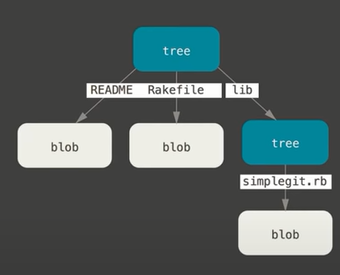 tree
README Rakefile lib
blob blob tree
simplegit.rb
blob